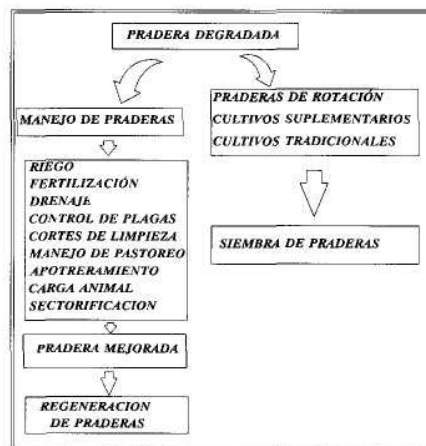 PRADERA DEGRADADA
MANEJO DE PRADERAS
RIEGO
FERTILIZACIÓN
DRENAJE
CONTROL DE PLAGAS
CORTES DE LIMPIEZA
MANEJO DE PASTOREO
APOTRERAMIENTO
CARGA ANIMAL
SECTORIFICACION
PRADERA MEJORADA
REGENERACION
DE PRADERAS
PRADERAS DE ROTACIÓN
CULTIVOS SUPLEMENTARIOS
CULTIVOS TRADICIONALES
SIEMBRA DE PRADERAS